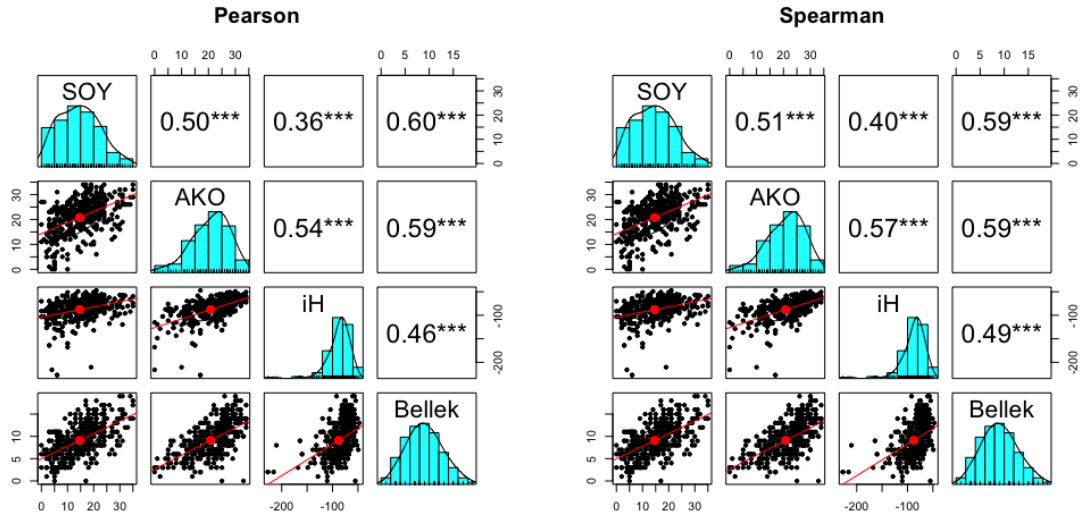 Pearson Spearman
0 10 20 30 0 5 10 15 0 10 20 30 0 5 10 15
SOY 0.50*** 0.36*** 0.60*** 0 10 20 30 SOY 0.51*** 0.40*** 0.59*** 0 10 20 30
0 10 20 30 AKO 0.54*** 0.59*** 0 10 20 30 AKO 0.57*** 0.59***
iH 0.46*** -200 -100 iH 0.49*** -200 -100
0 5 10 Bellek 0 5 10 Bellek
0 10 20 30 -200 -100 0 10 20 30 -200 -100